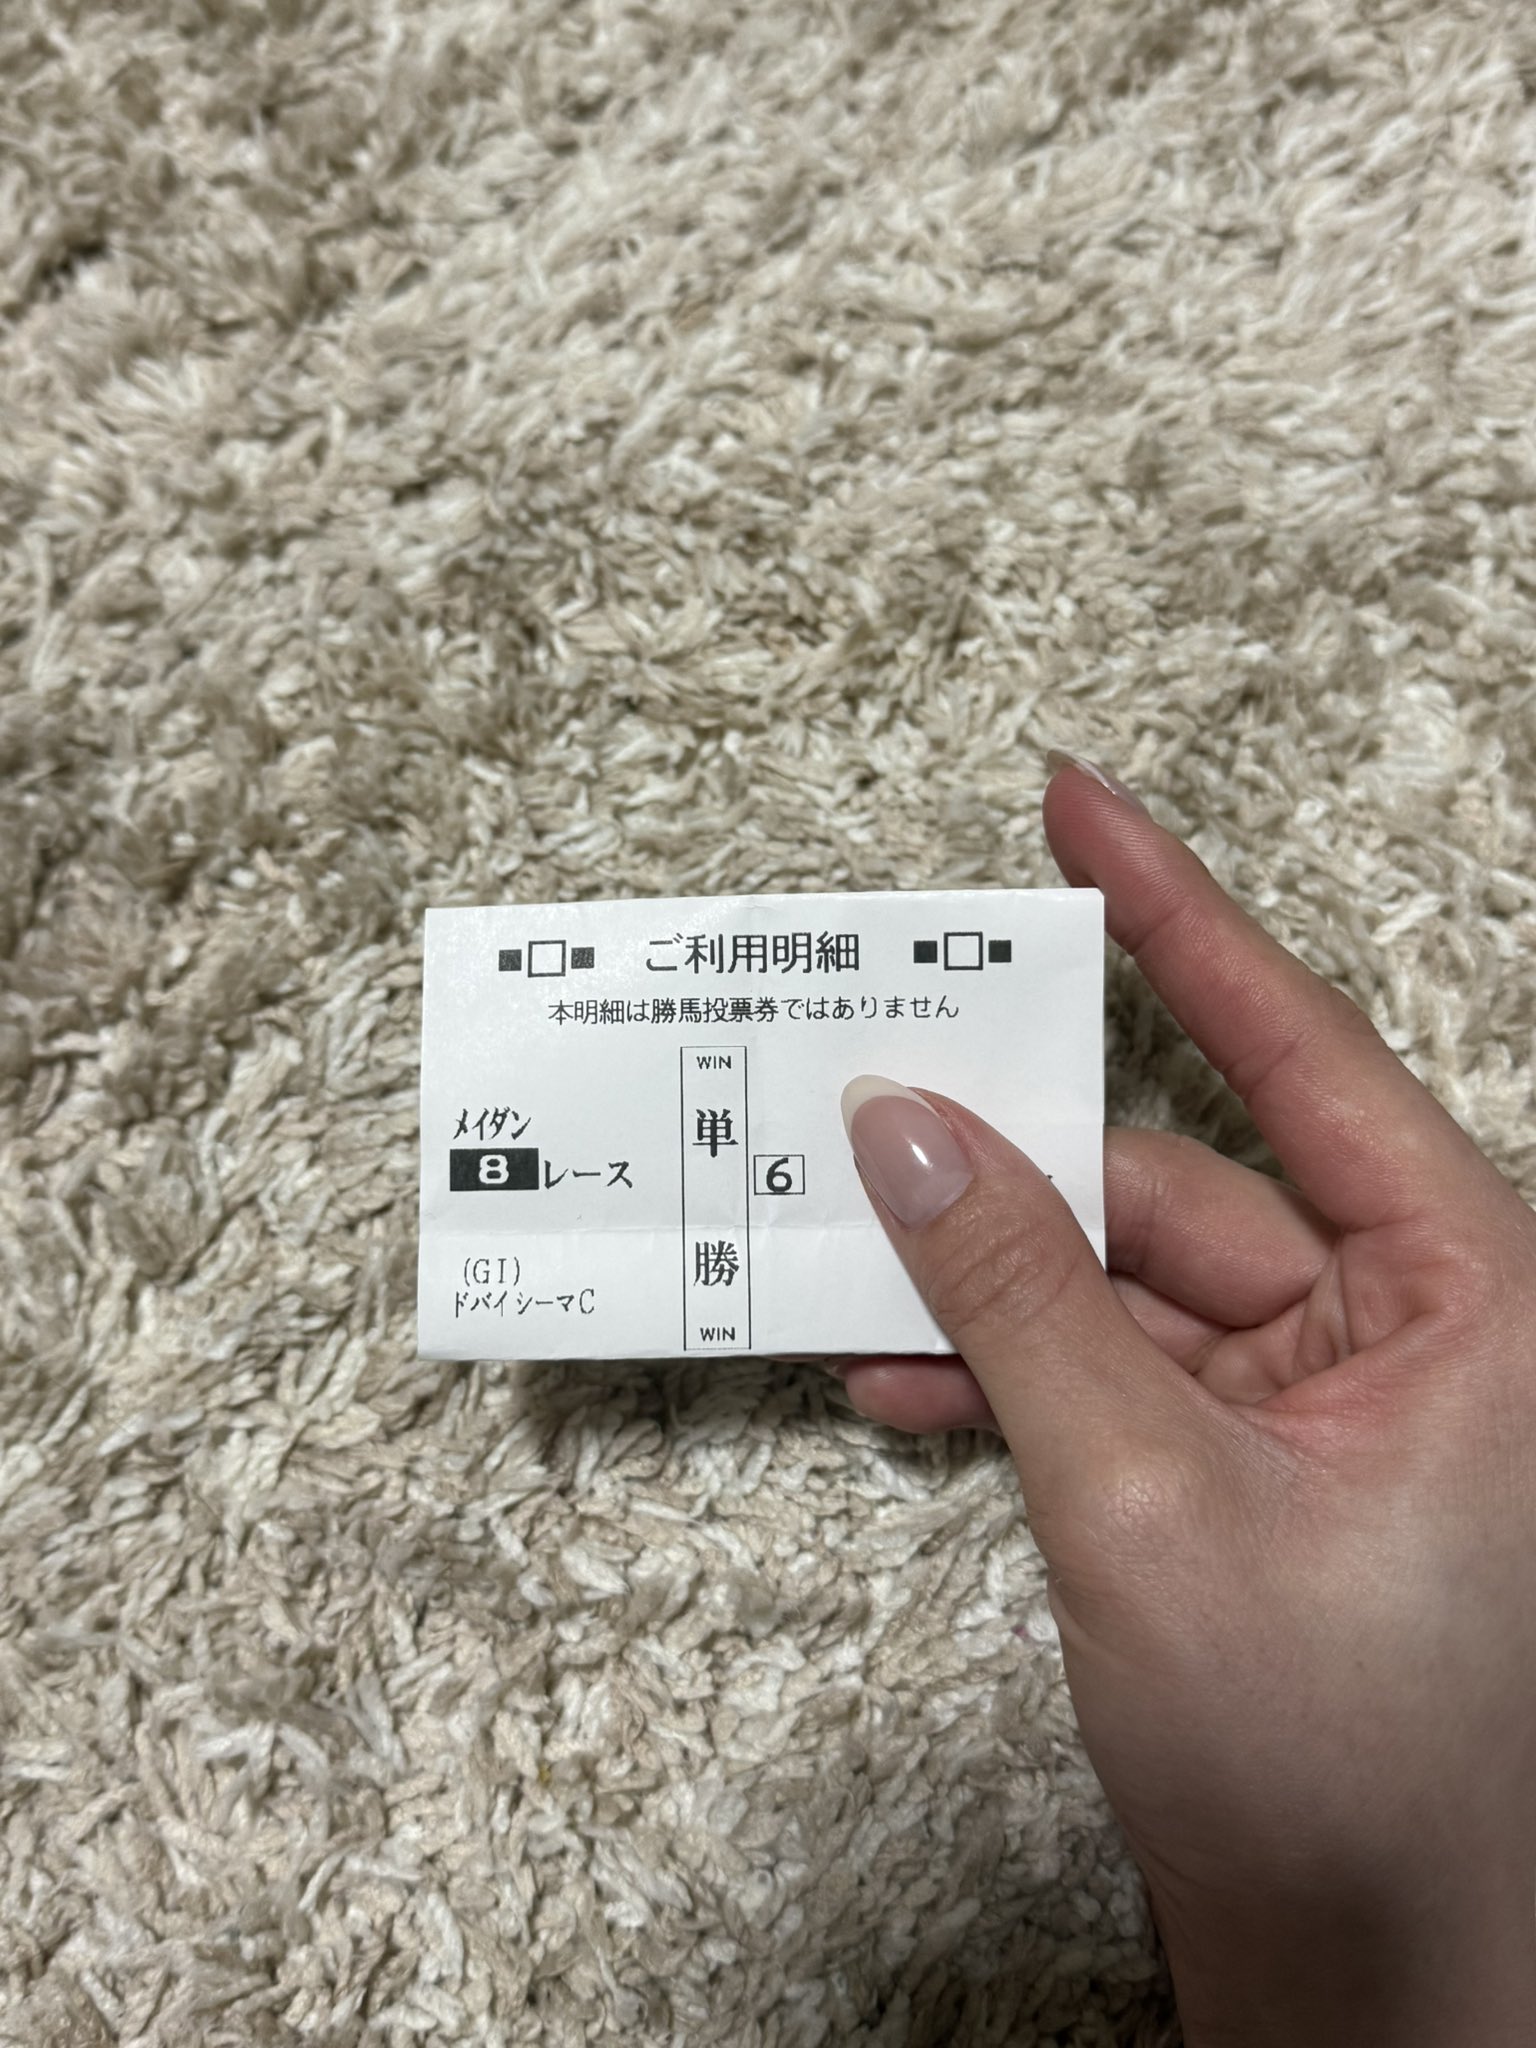 ■□■ ご利用明細 ■□■
本明細は勝馬投票券ではありません
WIN
メイダン
8レース
単勝
6
(GⅠ)
ドバイシーマC
WIN